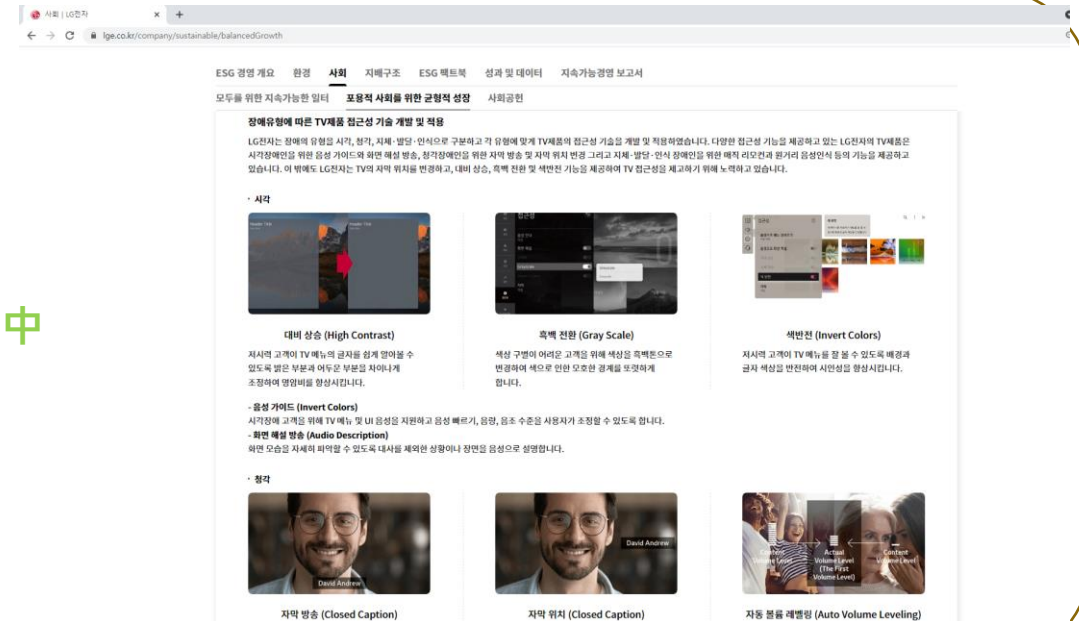 사회 | LG전자
lge.co.kr/company/sustainable/balancedGrowth
ESG 경영 개요 환경 사회 지배구조 ESG 팩트북 성과 및 데이터 지속가능경영 보고서
모두를 위한 지속가능한 일터 포용적 사회를 위한 균형적 성장 사회공헌
장애유형에 따른 TV제품 접근성 기술 개발 및 적용
LG전자는 장애의 유형을 시각, 청각, 지체·발달·인식으로 구분하고 각 유형에 맞게 TV제품의 접근성 기술을 개발 및 적용하였습니다. 다양한 접근성 기능을 제공하고 있는 LG전자의 TV제품은
시각장애인을 위한 음성 가이드와 화면 해설 방송, 청각장애인을 위한 자막 방송 및 자막 위치 변경 그리고 지체·발달·인식 장애인을 위한 매직 리모컨과 원거리 음성인식 등의 기능을 제공하고
있습니다. 이 밖에도 LG전자는 TV의 자막 위치를 변경하고, 대비 상승, 흑백 전환 및 색반전 기능을 제공하여 TV 접근성을 제고하기 위해 노력하고 있습니다.
· 시각
Header Title
Header Title
접근성
Grayscale
접근성
대비 상승 (High Contrast)
흑백 전환 (Gray Scale)
색반전 (Invert Colors)
中
저시력 고객이 TV 메뉴의 글자를 쉽게 알아볼 수
있도록 밝은 부분과 어두운 부분을 차이나게
조정하여 명암비를 향상시킵니다.
색상 구별이 어려운 고객을 위해 색상을 흑백톤으로
변경하여 색으로 인한 모호한 경계를 또렷하게
합니다.
저시력 고객이 TV 메뉴를 잘 볼 수 있도록 배경과
글자 색상을 반전하여 시인성을 향상시킵니다.
- 음성 가이드 (Invert Colors)
시각장애 고객을 위해 TV 메뉴 및 UI 음성을 지원하고 음성 빠르기, 음량, 음조 수준을 사용자가 조정할 수 있도록 합니다.
- 화면 해설 방송 (Audio Description)
화면 모습을 자세히 파악할 수 있도록 대사를 제외한 상황이나 장면을 음성으로 설명합니다.
· 청각
David Andrew
David Andrew
Content
Volume Level
Actual
Volume Level
(The First
Volume Level)
Content
Volume Level
자막 방송 (Closed Caption)
자막 위치 (Closed Caption)
자동 볼륨 레벨링 (Auto Volume Leveling)